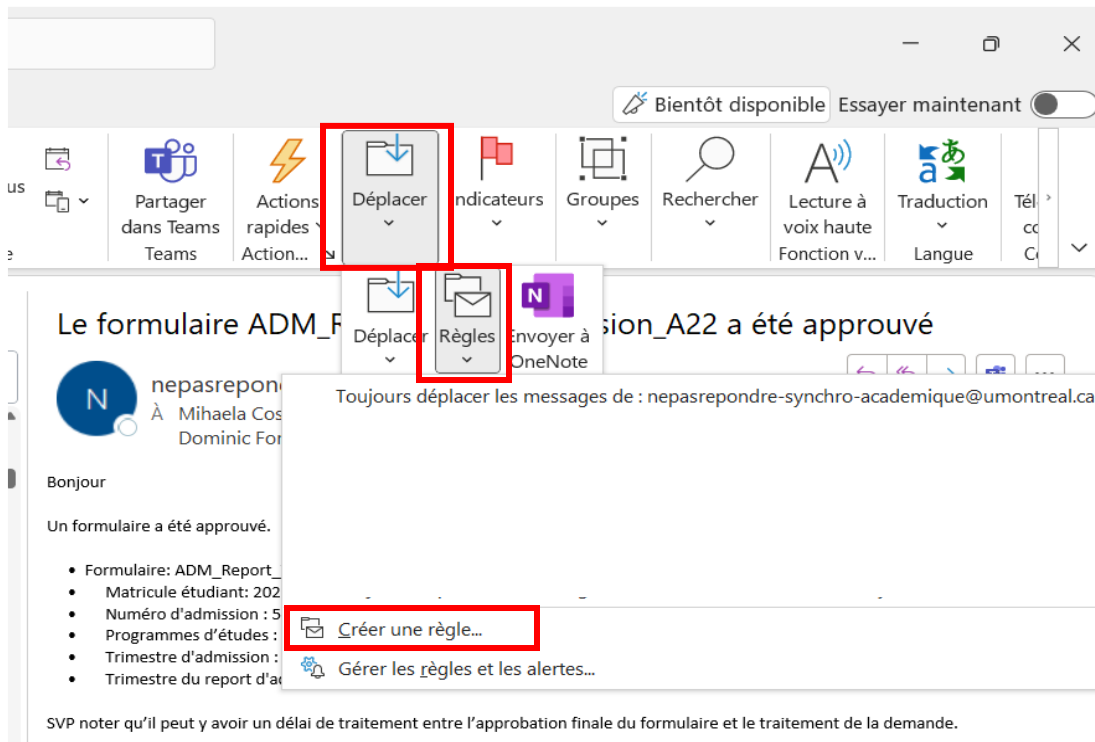 Bientôt disponible Essayer maintenant
us
Partager dans Teams
Teams
Actions rapides
Action...
Déplacer
ndicateurs
Groupes
Rechercher
Lecture à voix haute
Fonction v...
Traduction
Langue
Déplacer
Règles
Envoyer à OneNote
Le formulaire ADM_R sion_A22 a été approuvé
N
nepasrepon
À Mihaela Cos
Dominic For
Toujours déplacer les messages de : nepasrepondre-synchro-academique@umontreal.ca
Bonjour
Un formulaire a été approuvé.
• Formulaire: ADM_Report_
• Matricule étudiant: 202
• Numéro d'admission : 5
• Programmes d'études :
• Trimestre d'admission :
• Trimestre du report d'a
Créer une règle...
Gérer les règles et les alertes...
SVP noter qu'il peut y avoir un délai de traitement entre l'approbation finale du formulaire et le traitement de la demande.